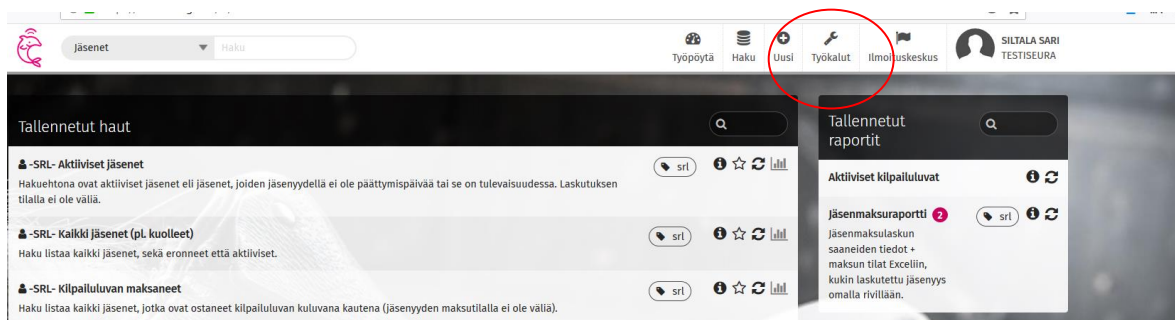 Jäsenet
Haku
Työpöytä
Haku
Uusi
Työkalut
Ilmoituskeskus
SILTALA SARI
TESTISEURA
Tallennetut haut
-SRL- Aktiiviset jäsenet
srl
Hakuehtona ovat aktiiviset jäsenet eli jäsenet, joiden jäsenyydellä ei ole päättymispäivää tai se on tulevaisuudessa. Laskutuksen
tilalla ei ole väliä.
-SRL- Kaikki jäsenet (pl. kuolleet)
srl
Haku listaa kaikki jäsenet, sekä eronneet että aktiiviset.
-SRL- Kilpailuluvan maksaneet
srl
Haku listaa kaikki jäsenet, jotka ovat ostaneet kilpailuluvan kuluvana kautena (jäsenyyden maksutilalla ei ole väliä).
Tallennetut
raportit
Aktiiviset kilpailuluvat
Jäsenmaksuraportti 2
srl
Jäsenmaksulaskun
saaneiden tiedot +
maksun tilat Exceliin,
kukin laskutettu jäsenyys
omalla rivillään.